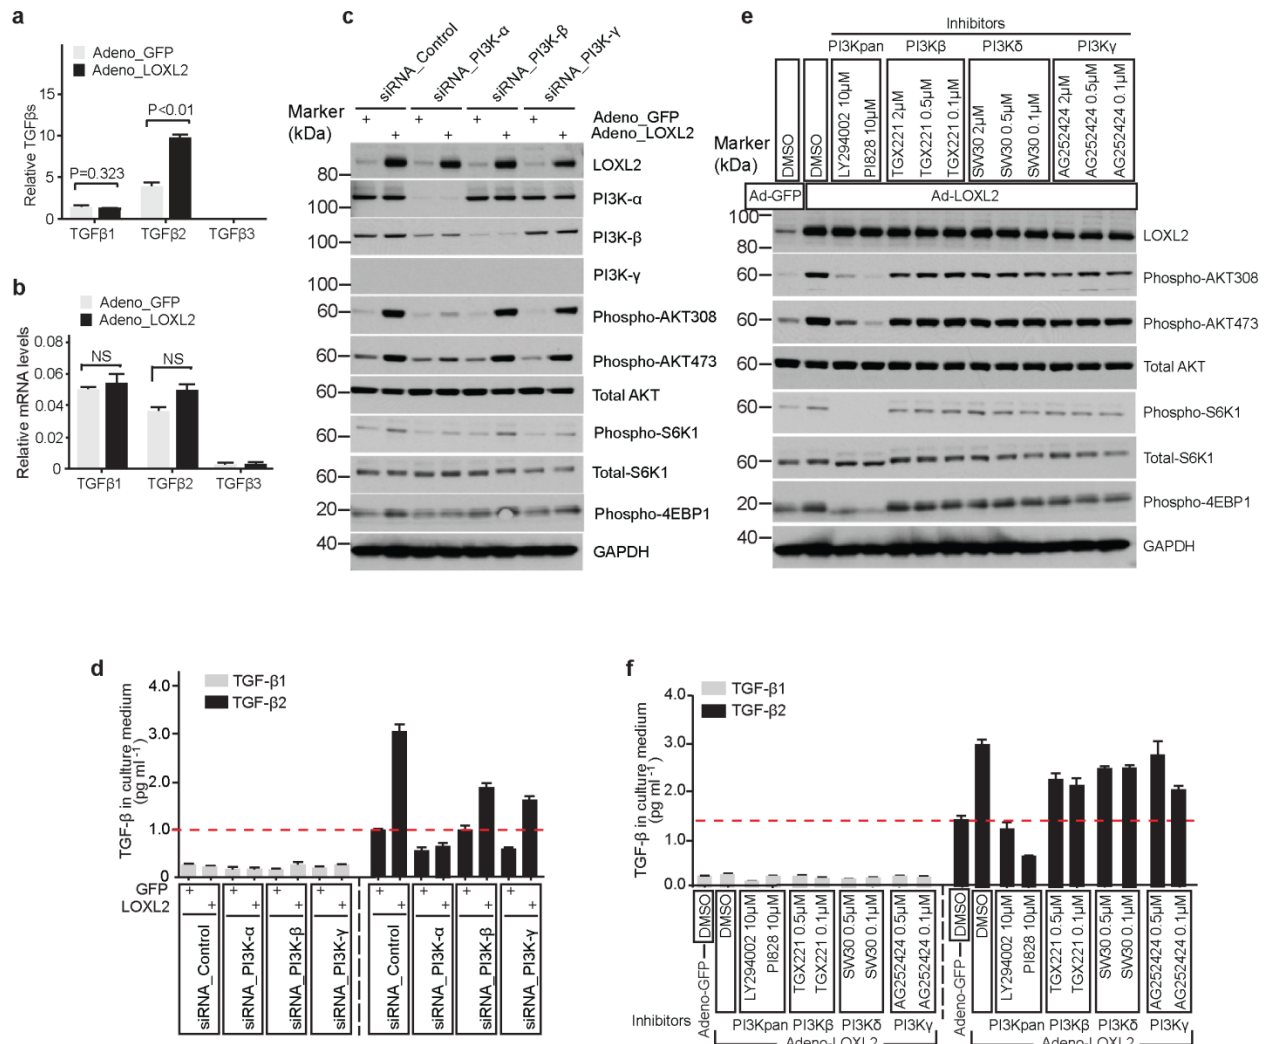 a
Adeno_GFP
Adeno_LOXL2
Relative TGFβs
15
10
5
0
P<0.01
P=0.323
TGFβ1
TGFβ2
TGFβ3
b
Adeno_GFP
Adeno_LOXL2
Relative mRNA levels
0.08
0.06
0.04
0.02
0
NS
NS
TGFβ1
TGFβ2
TGFβ3
c
siRNA_Control
siRNA_PI3K-α
siRNA_PI3K-β
siRNA_PI3K-γ
Marker
(kDa)
+ + + + Adeno_GFP
+ + + + Adeno_LOXL2
80 LOXL2
100 PI3K-α
100 PI3K-β
100 PI3K-γ
60 Phospho-AKT308
60 Phospho-AKT473
60 Total AKT
60 Phospho-S6K1
60 Total-S6K1
20 Phospho-4EBP1
40 GAPDH
e
Inhibitors
PI3Kpan PI3Kβ PI3Kδ PI3Kγ
Marker
(kDa)
DMSO
DMSO
LY294002 10µM
PI828 10µM
TGX221 2µM
TGX221 0.5µM
TGX221 0.1µM
SW30 2µM
SW30 0.5µM
SW30 0.1µM
AG252424 2µM
AG252424 0.5µM
AG252424 0.1µM
Ad-GFP Ad-LOXL2
100
80
LOXL2
60 Phospho-AKT308
60 Phospho-AKT473
60 Total AKT
60 Phospho-S6K1
60 Total-S6K1
20 Phospho-4EBP1
40 GAPDH
d
TGF-β1
TGF-β2
TGF-β in culture medium
(pg ml -1)
4.0
3.0
2.0
1.0
0
GFP + + + + + + + +
LOXL2 + + + + + + + +
siRNA_Control
siRNA_PI3K-α
siRNA_PI3K-β
siRNA_PI3K-γ
siRNA_Control
siRNA_PI3K-α
siRNA_PI3K-β
siRNA_PI3K-γ
f
TGF-β1
TGF-β2
TGF-β in culture medium
(pg ml -1)
4.0
3.0
2.0
1.0
0.0
Adeno-GFP
DMSO
DMSO
LY294002 10µM
PI828 10µM
TGX221 0.5µM
TGX221 0.1µM
SW30 0.5µM
SW30 0.1µM
AG252424 0.5µM
AG252424 0.1µM
Adeno-GFP
DMSO
DMSO
LY294002 10µM
PI828 10µM
TGX221 0.5µM
TGX221 0.1µM
SW30 0.5µM
SW30 0.1µM
AG252424 0.5µM
AG252424 0.1µM
Inhibitors PI3Kpan PI3Kβ PI3Kδ PI3Kγ PI3Kpan PI3Kβ PI3Kδ PI3Kγ
Adeno-LOXL2 Adeno-LOXL2